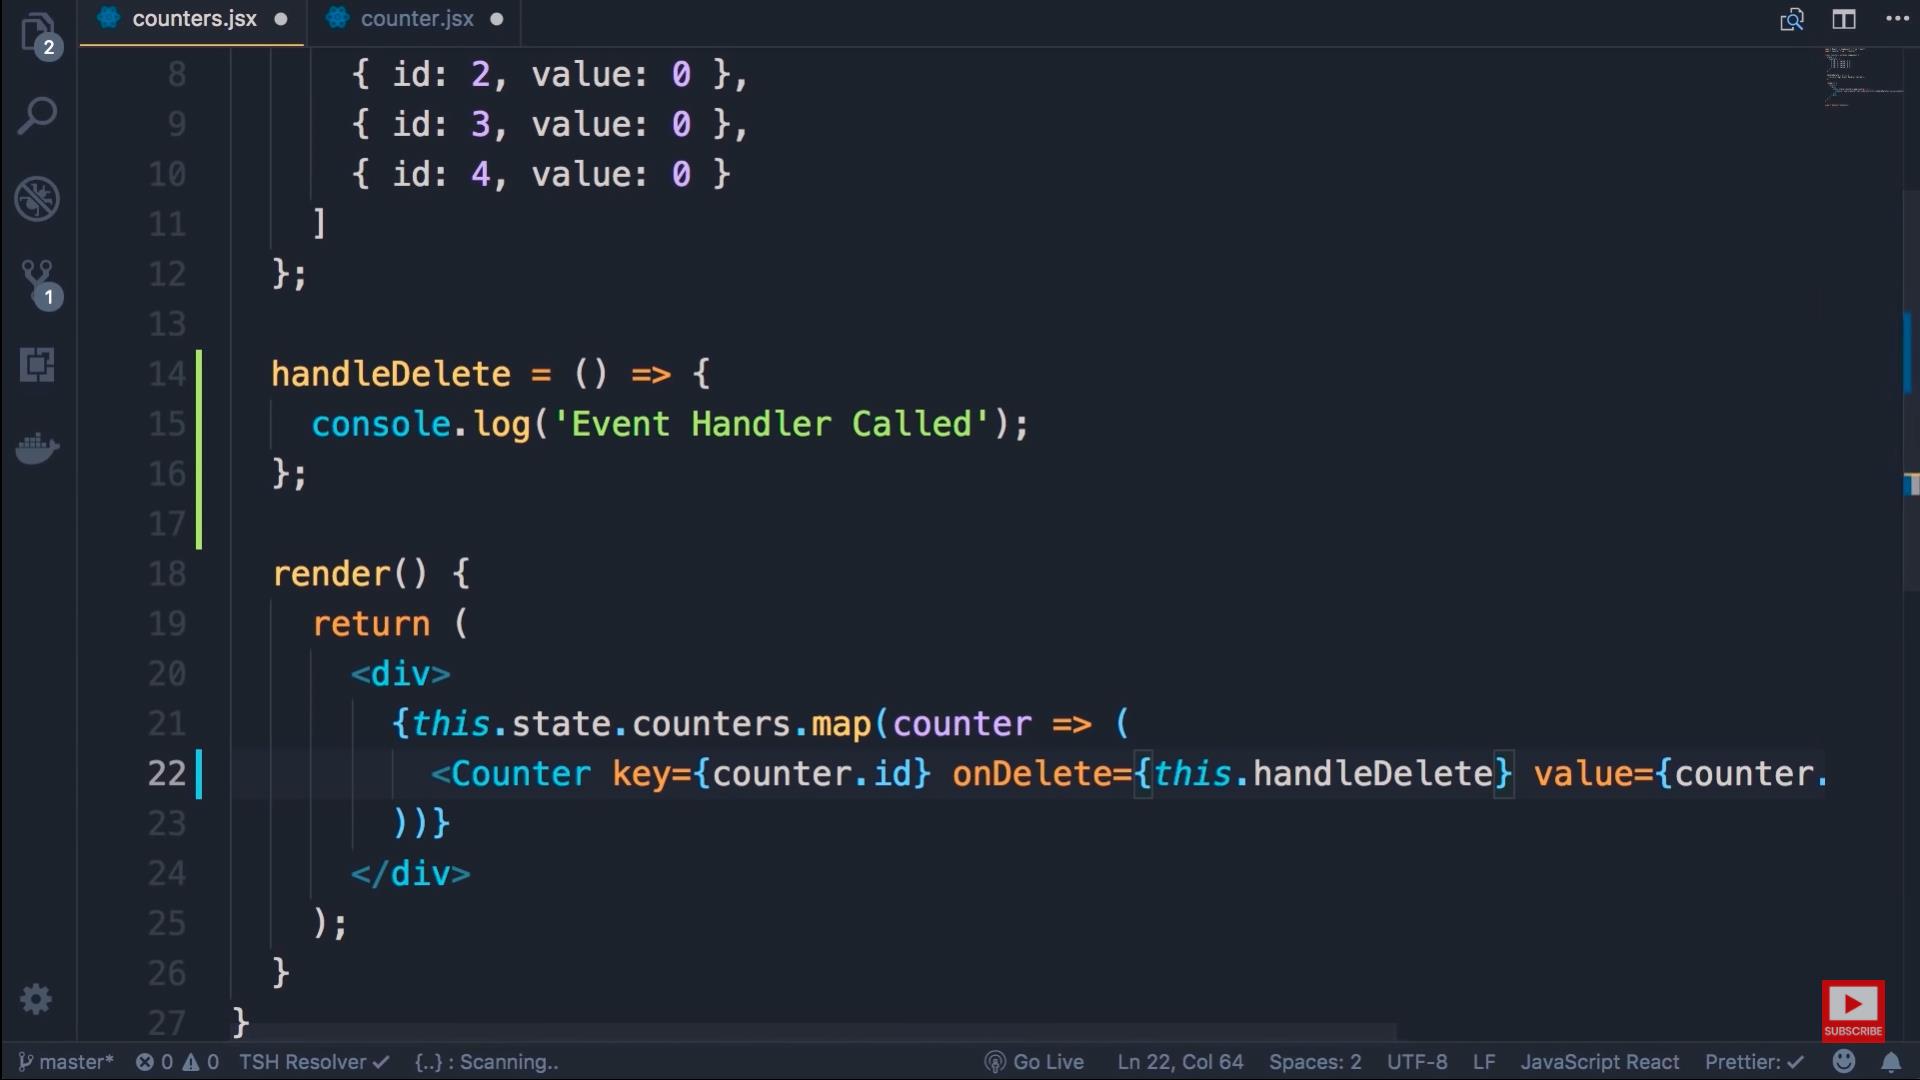 counters.jsx ● counter.jsx ●
2
8 { id: 2, value: 0 },
9 { id: 3, value: 0 },
10 { id: 4, value: 0 }
11 ]
12 };
1
13
14 handleDelete = () => {
15 console.log('Event Handler Called');
16 };
17
18 render() {
19 return (
20 <div>
21 {this.state.counters.map(counter => (
22 <Counter key={counter.id} onDelete={this.handleDelete} value={counter.
23 ))}
24 </div>
25 );
26 }
27 }
SUBSCRIBE
master* 0 0 TSH Resolver ✓ {..} : Scanning.. Go Live Ln 22, Col 64 Spaces: 2 UTF-8 LF JavaScript React Prettier: ✓